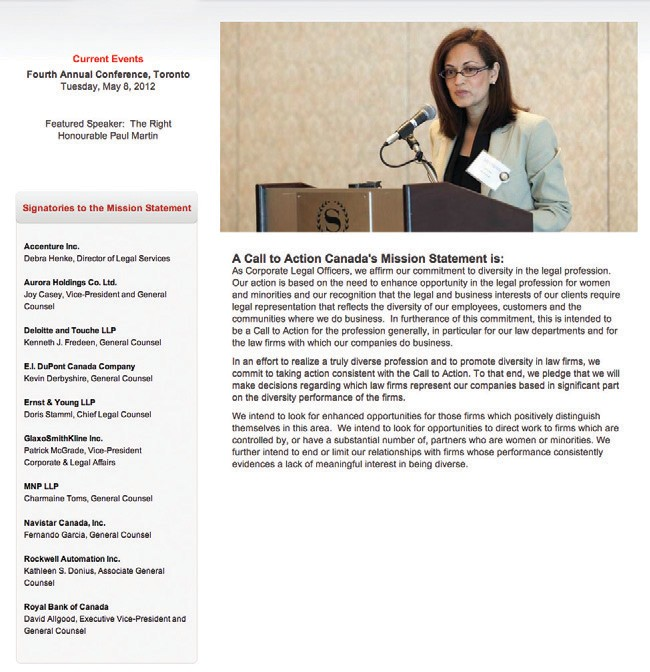 Current Events
Fourth Annual Conference, Toronto
Tuesday, May 8, 2012
Featured Speaker:  The Right
Honourable Paul Martin
Signatories to the Mission Statement
Accenture Inc.
Debra Henke, Director of Legal Services
Aurora Holdings Co. Ltd.
Joy Casey, Vice-President and General
Counsel
Deloitte and Touche LLP
Kenneth J. Fredeen, General Counsel
E.I. DuPont Canada Company
Kevin Derbyshire, General Counsel
Ernst & Young LLP
Doris Stamml, Chief Legal Counsel
GlaxoSmithKline Inc.
Patrick McGrade, Vice-President
Corporate & Legal Affairs
MNP LLP
Charmaine Toms, General Counsel
Navistar Canada, Inc.
Fernando Garcia, General Counsel
Rockwell Automation Inc.
Kathleen S. Donius, Associate General
Counsel
Royal Bank of Canada
David Allgood, Executive Vice-President and
General Counsel
S
A Call to Action Canada's Mission Statement is:
As Corporate Legal Officers, we affirm our commitment to diversity in the legal profession.
Our action is based on the need to enhance opportunity in the legal profession for women
and minorities and our recognition that the legal and business interests of our clients require
legal representation that reflects the diversity of our employees, customers and the
communities where we do business.  In furtherance of this commitment, this is intended to
be a Call to Action for the profession generally, in particular for our law departments and for
the law firms with which our companies do business.
In an effort to realize a truly diverse profession and to promote diversity in law firms, we
commit to taking action consistent with the Call to Action. To that end, we pledge that we will
make decisions regarding which law firms represent our companies based in significant part
on the diversity performance of the firms.
We intend to look for enhanced opportunities for those firms which positively distinguish
themselves in this area.  We intend to look for opportunities to direct work to firms which are
controlled by, or have a substantial number of, partners who are women or minorities. We
further intend to end or limit our relationships with firms whose performance consistently
evidences a lack of meaningful interest in being diverse.